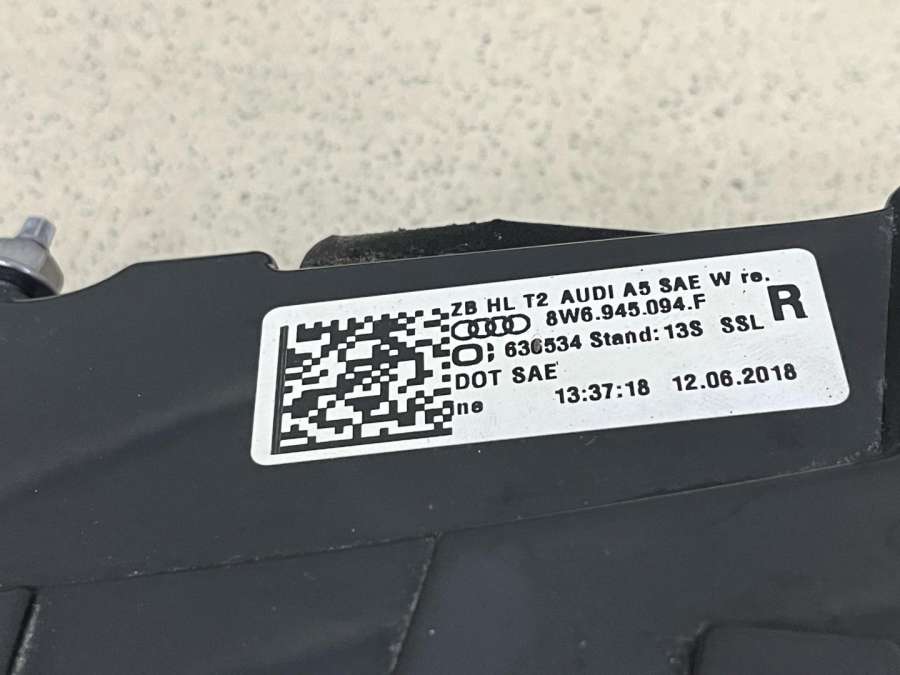 ZB HL T2 AUDI A5 SAE W re.
8W6.945.094.F
R
636534 Stand: 13S SSL
DOT SAE
ne 13:37:18 12.06.2018